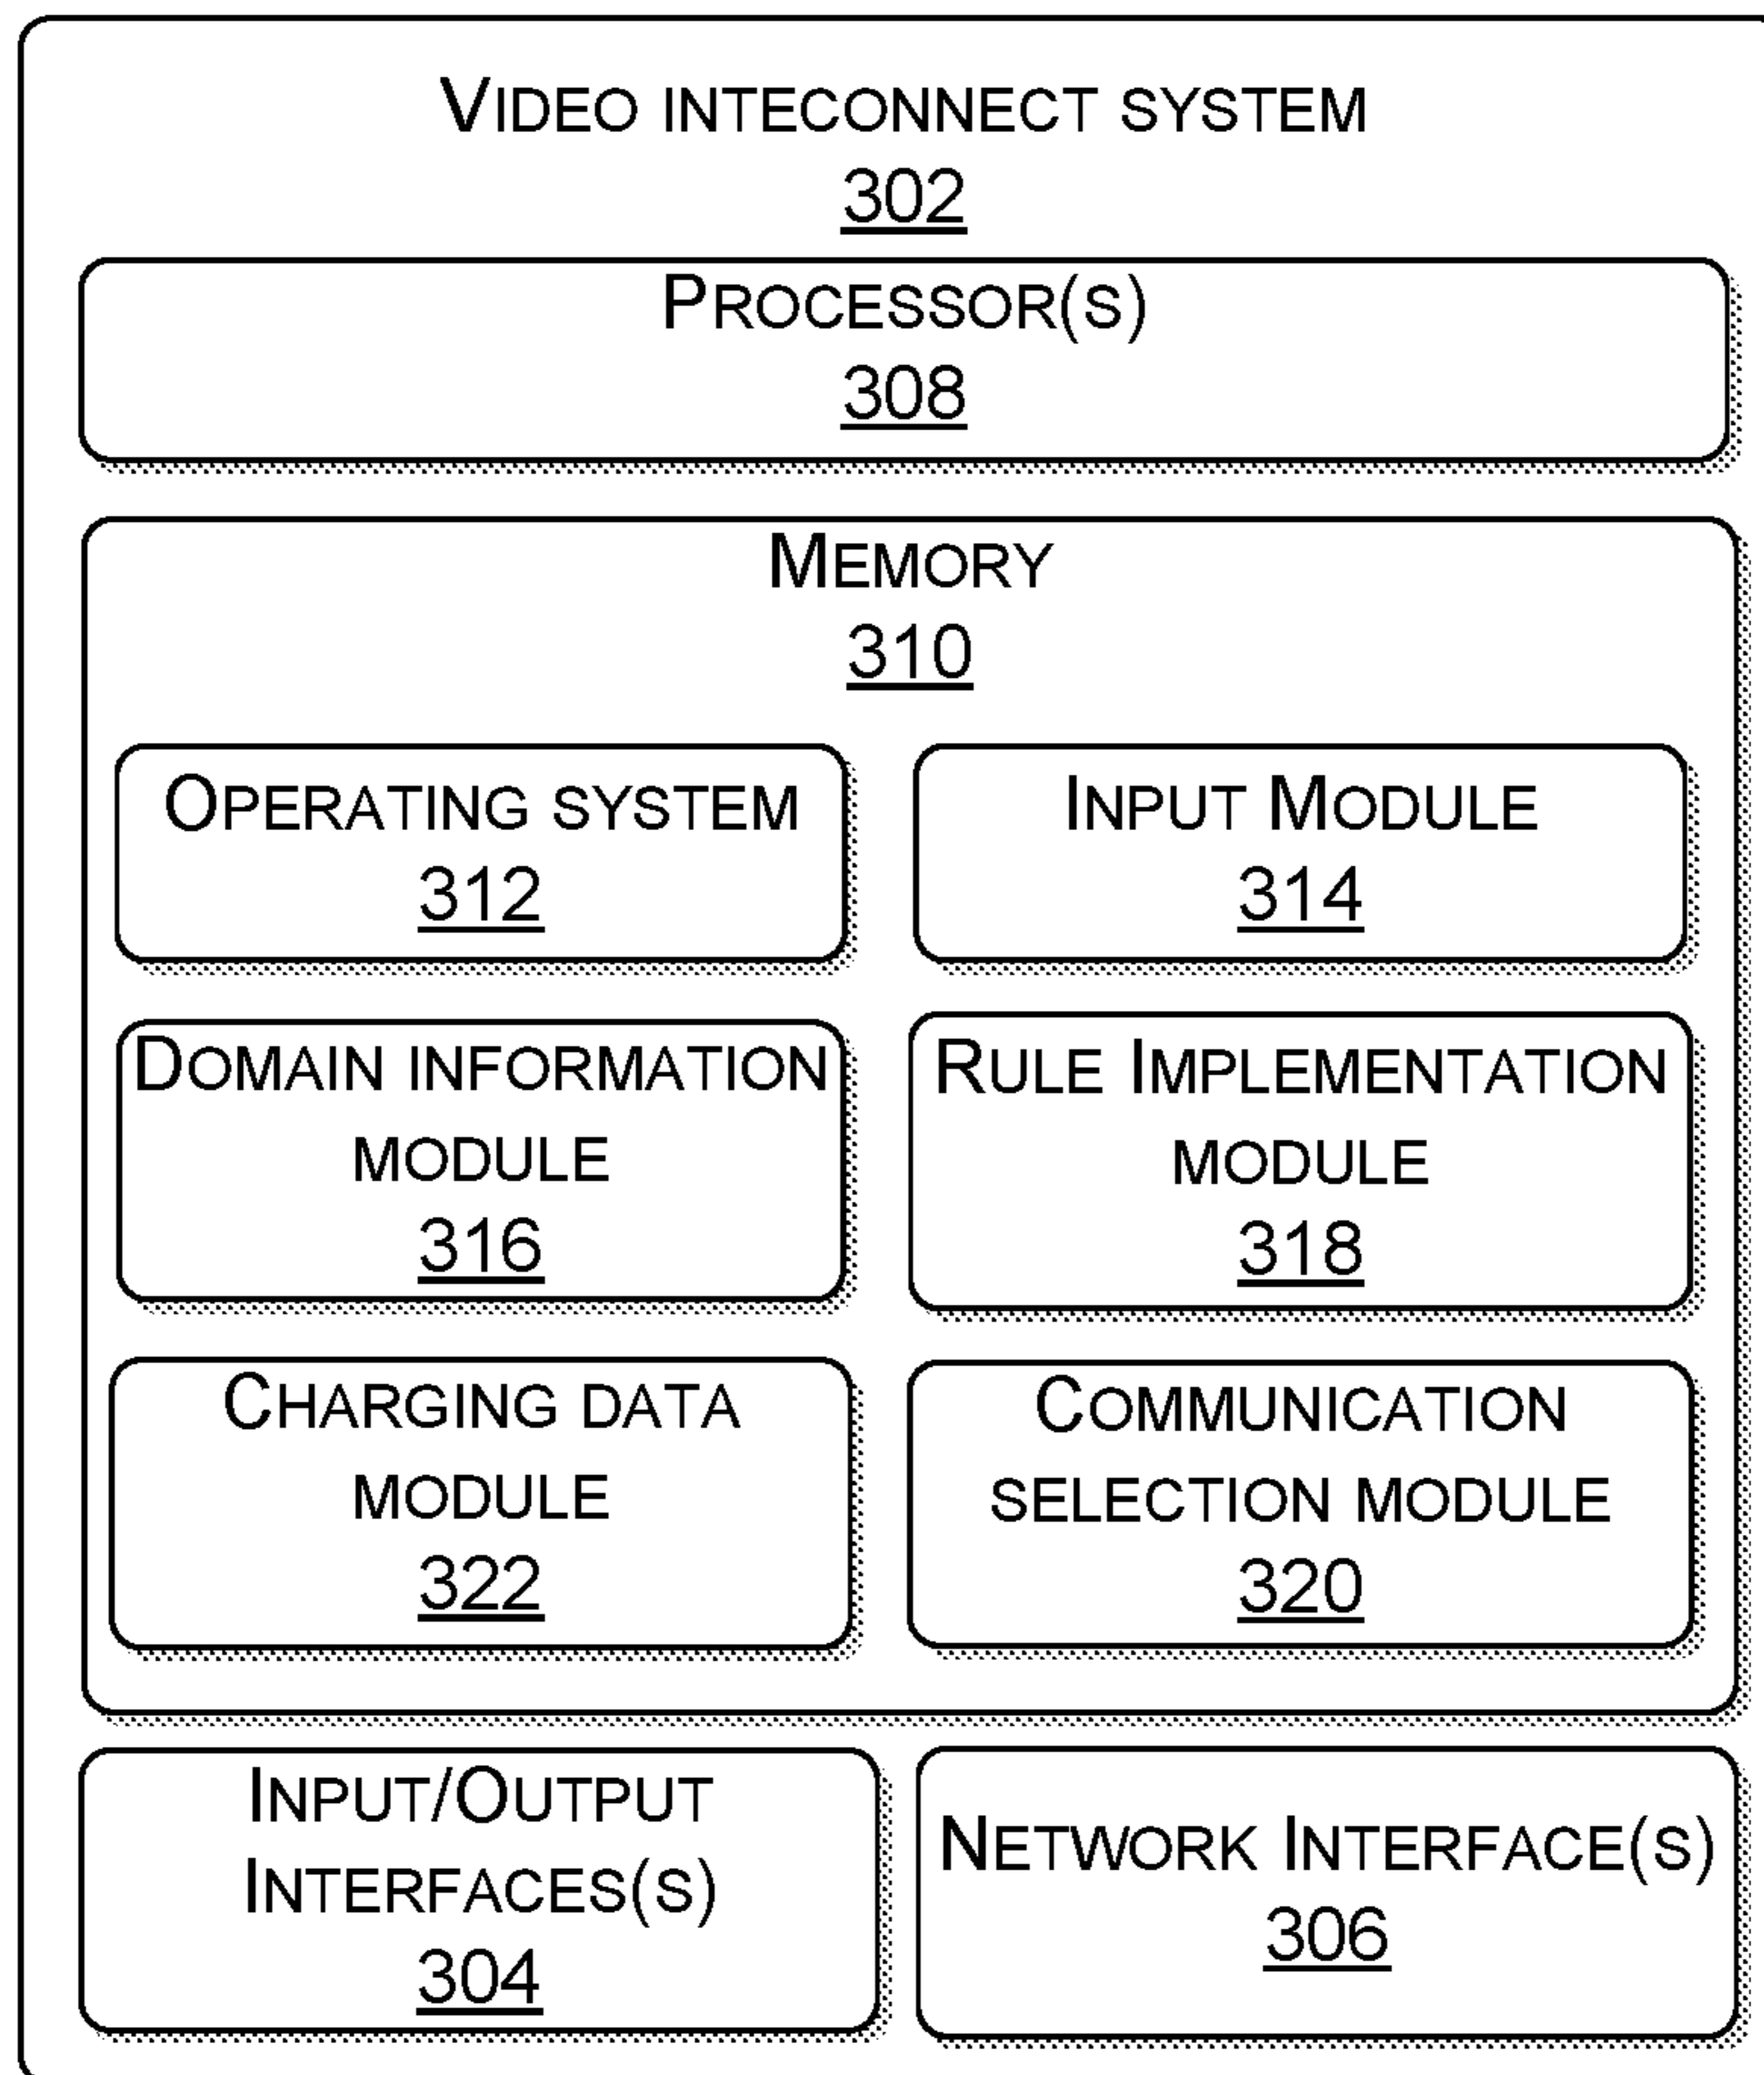 VIDEO INTECONNECT SYSTEM
302
PROCESSOR(S)
308
MEMORY
310
OPERATING SYSTEM
312
INPUT MODULE
314
DOMAIN INFORMATION
MODULE
316
RULE IMPLEMENTATION
MODULE
318
CHARGING DATA
MODULE
322
COMMUNICATION
SELECTION MODULE
320
INPUT/OUTPUT
INTERFACES(S)
304
NETWORK INTERFACE(S)
306